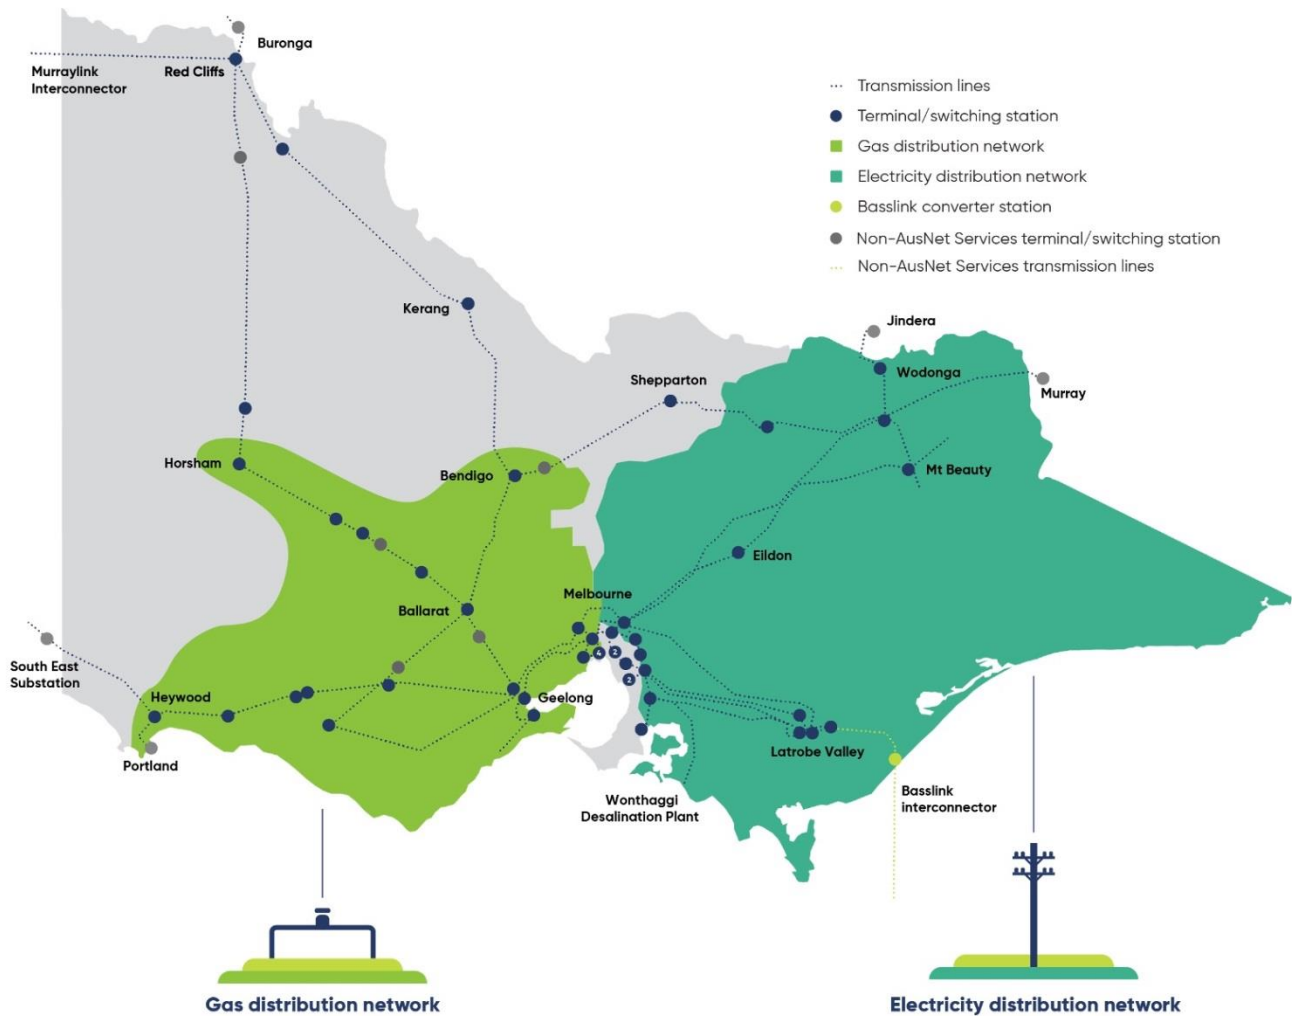 Buronga
Murraylink
Interconnector
Red Cliffs
Transmission lines
Terminal/switching station
Gas distribution network
Electricity distribution network
Basslink converter station
Non-AusNet Services terminal/switching station
Non-AusNet Services transmission lines
Kerang
Jindera
Shepparton
Wodonga
Murray
Horsham
Bendigo
Mt Beauty
Eildon
Melbourne
Ballarat
4
2
2
South East
Substation
Heywood
Geelong
Portland
Latrobe Valley
Wonthaggi
Desalination Plant
Basslink
interconnector
Gas distribution network
Electricity distribution network